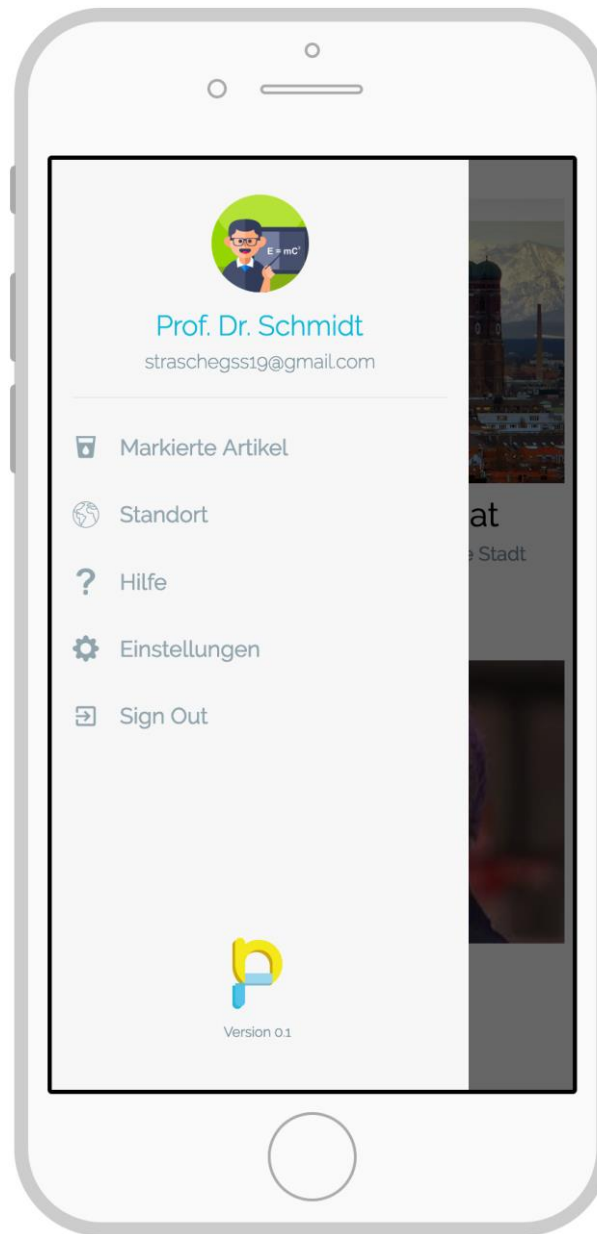 E = mc²
Prof. Dr. Schmidt
straschegss19@gmail.com
Markierte Artikel
Standort
at
Stadt
Hilfe
Einstellungen
Sign Out
Version 0.1